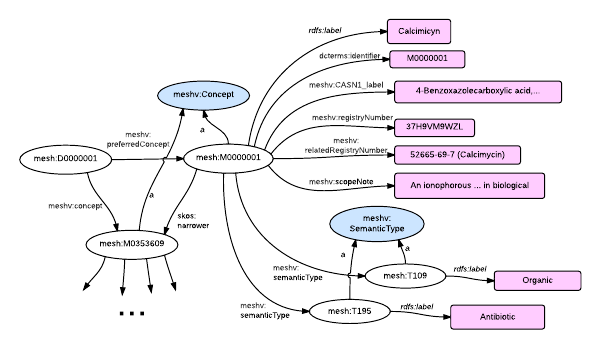 rdfs:label
Calcimicyn
dcterms:identifier
M0000001
meshv:Concept
meshv:CASN1_label
4-Benzoxazolecarboxylic acid,...
meshv:registryNumber
37H9VM9WZL
a
meshv:
preferredConcept
meshv:
relatedRegistryNumber
52665-69-7 (Calcimycin)
mesh:D0000001
mesh:M0000001
meshv:scopeNote
An ionophorous ... in biological
a
meshv:concept
skos:
narrower
meshv:
SemanticType
mesh:M0353609
a
a
meshv:
semanticType
mesh:T109
rdfs:label
Organic
meshv:
semanticType
mesh:T195
rdfs:label
Antibiotic
...